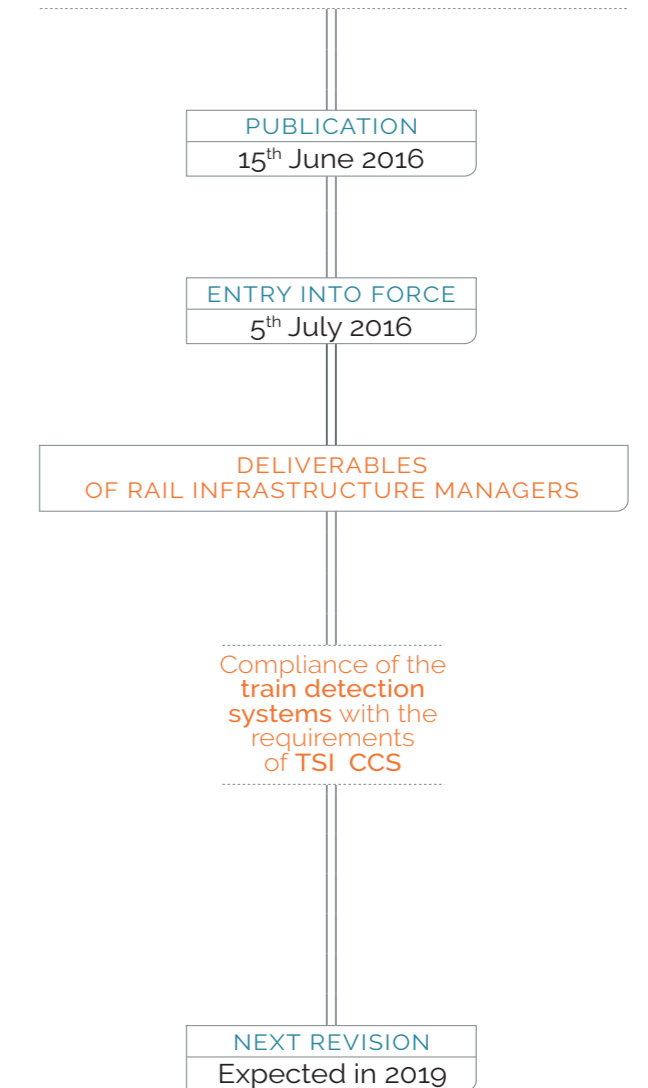 PUBLICATION
15th June 2016
ENTRY INTO FORCE
5th July 2016
DELIVERABLES
OF RAIL INFRASTRUCTURE MANAGERS
Compliance of the
train detection
systems with the
requirements
of TSI CCS
NEXT REVISION
Expected in 2019